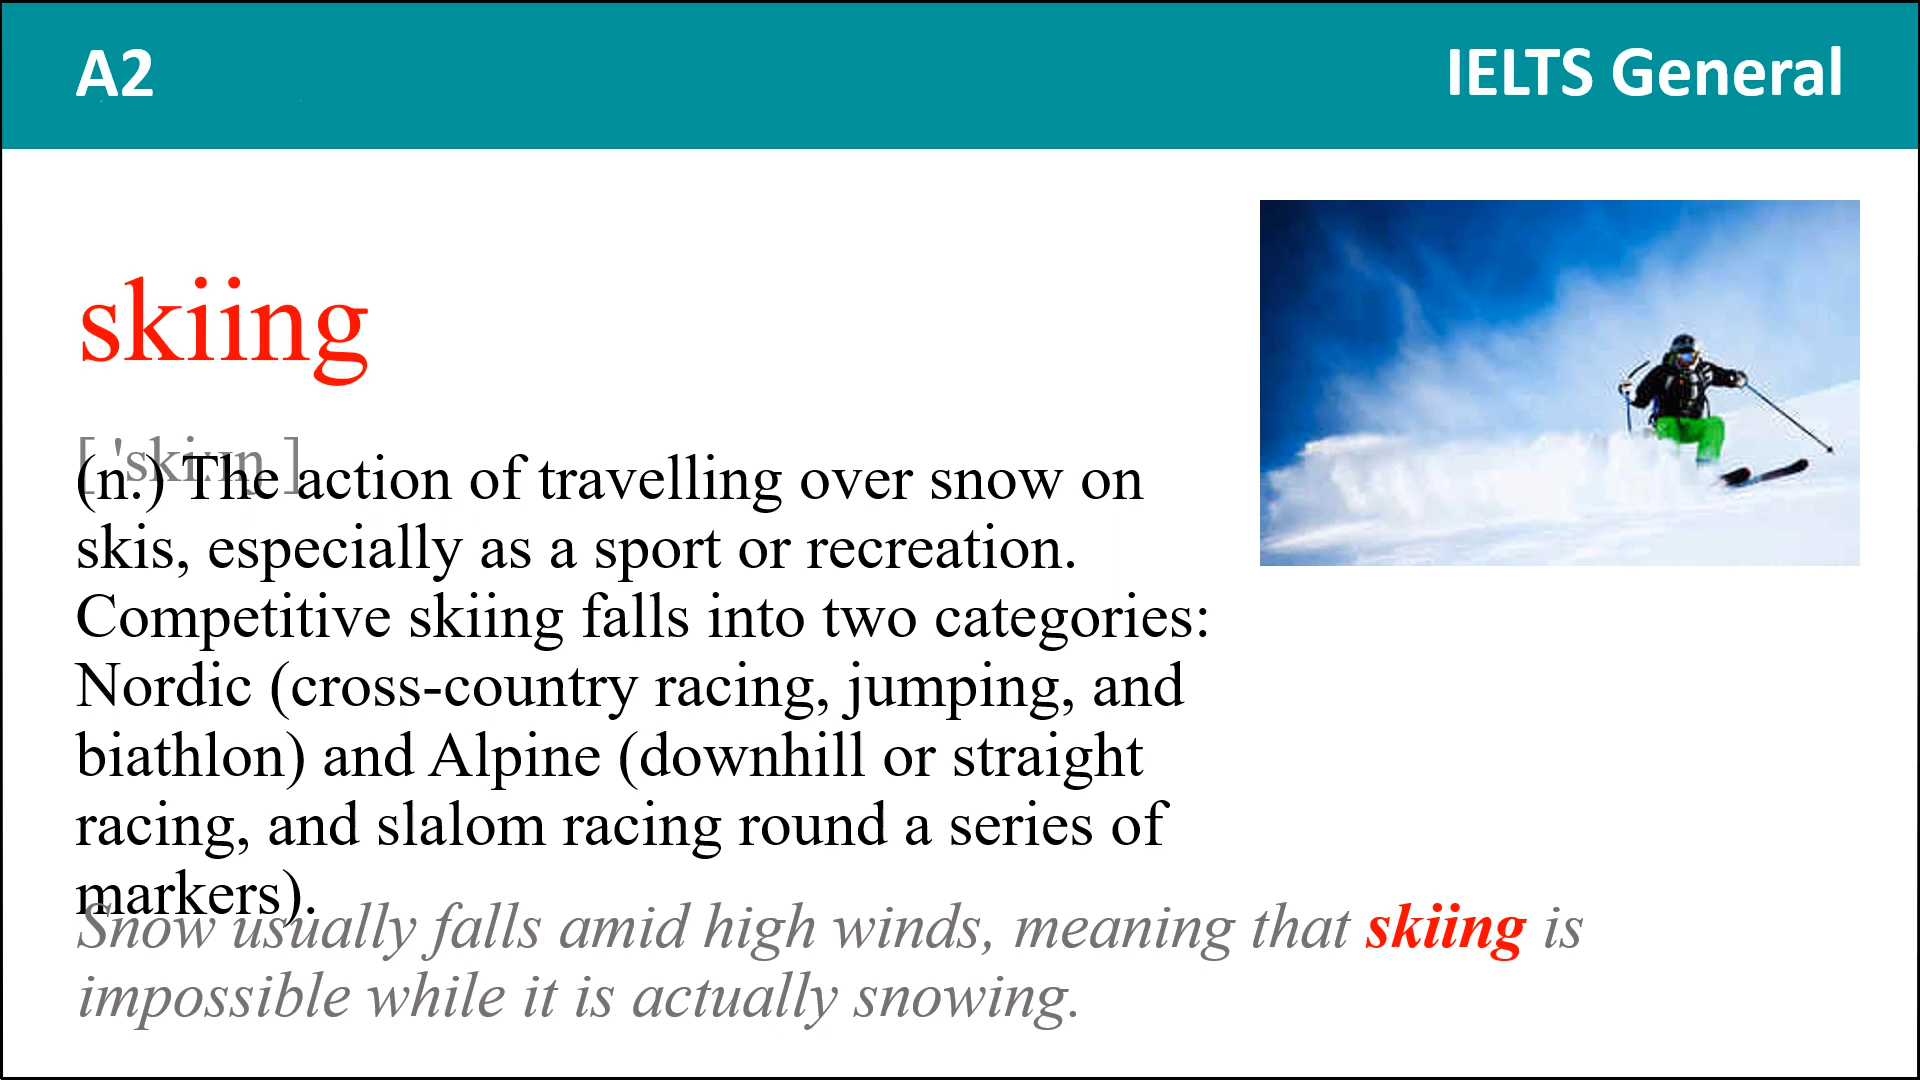 A2
IELTS General
skiing
[ 'ski:ɪŋ ]
(n.) The action of travelling over snow on
skis, especially as a sport or recreation.
Competitive skiing falls into two categories:
Nordic (cross-country racing, jumping, and
biathlon) and Alpine (downhill or straight
racing, and slalom racing round a series of
markers).
Snow usually falls amid high winds, meaning that skiing is
impossible while it is actually snowing.